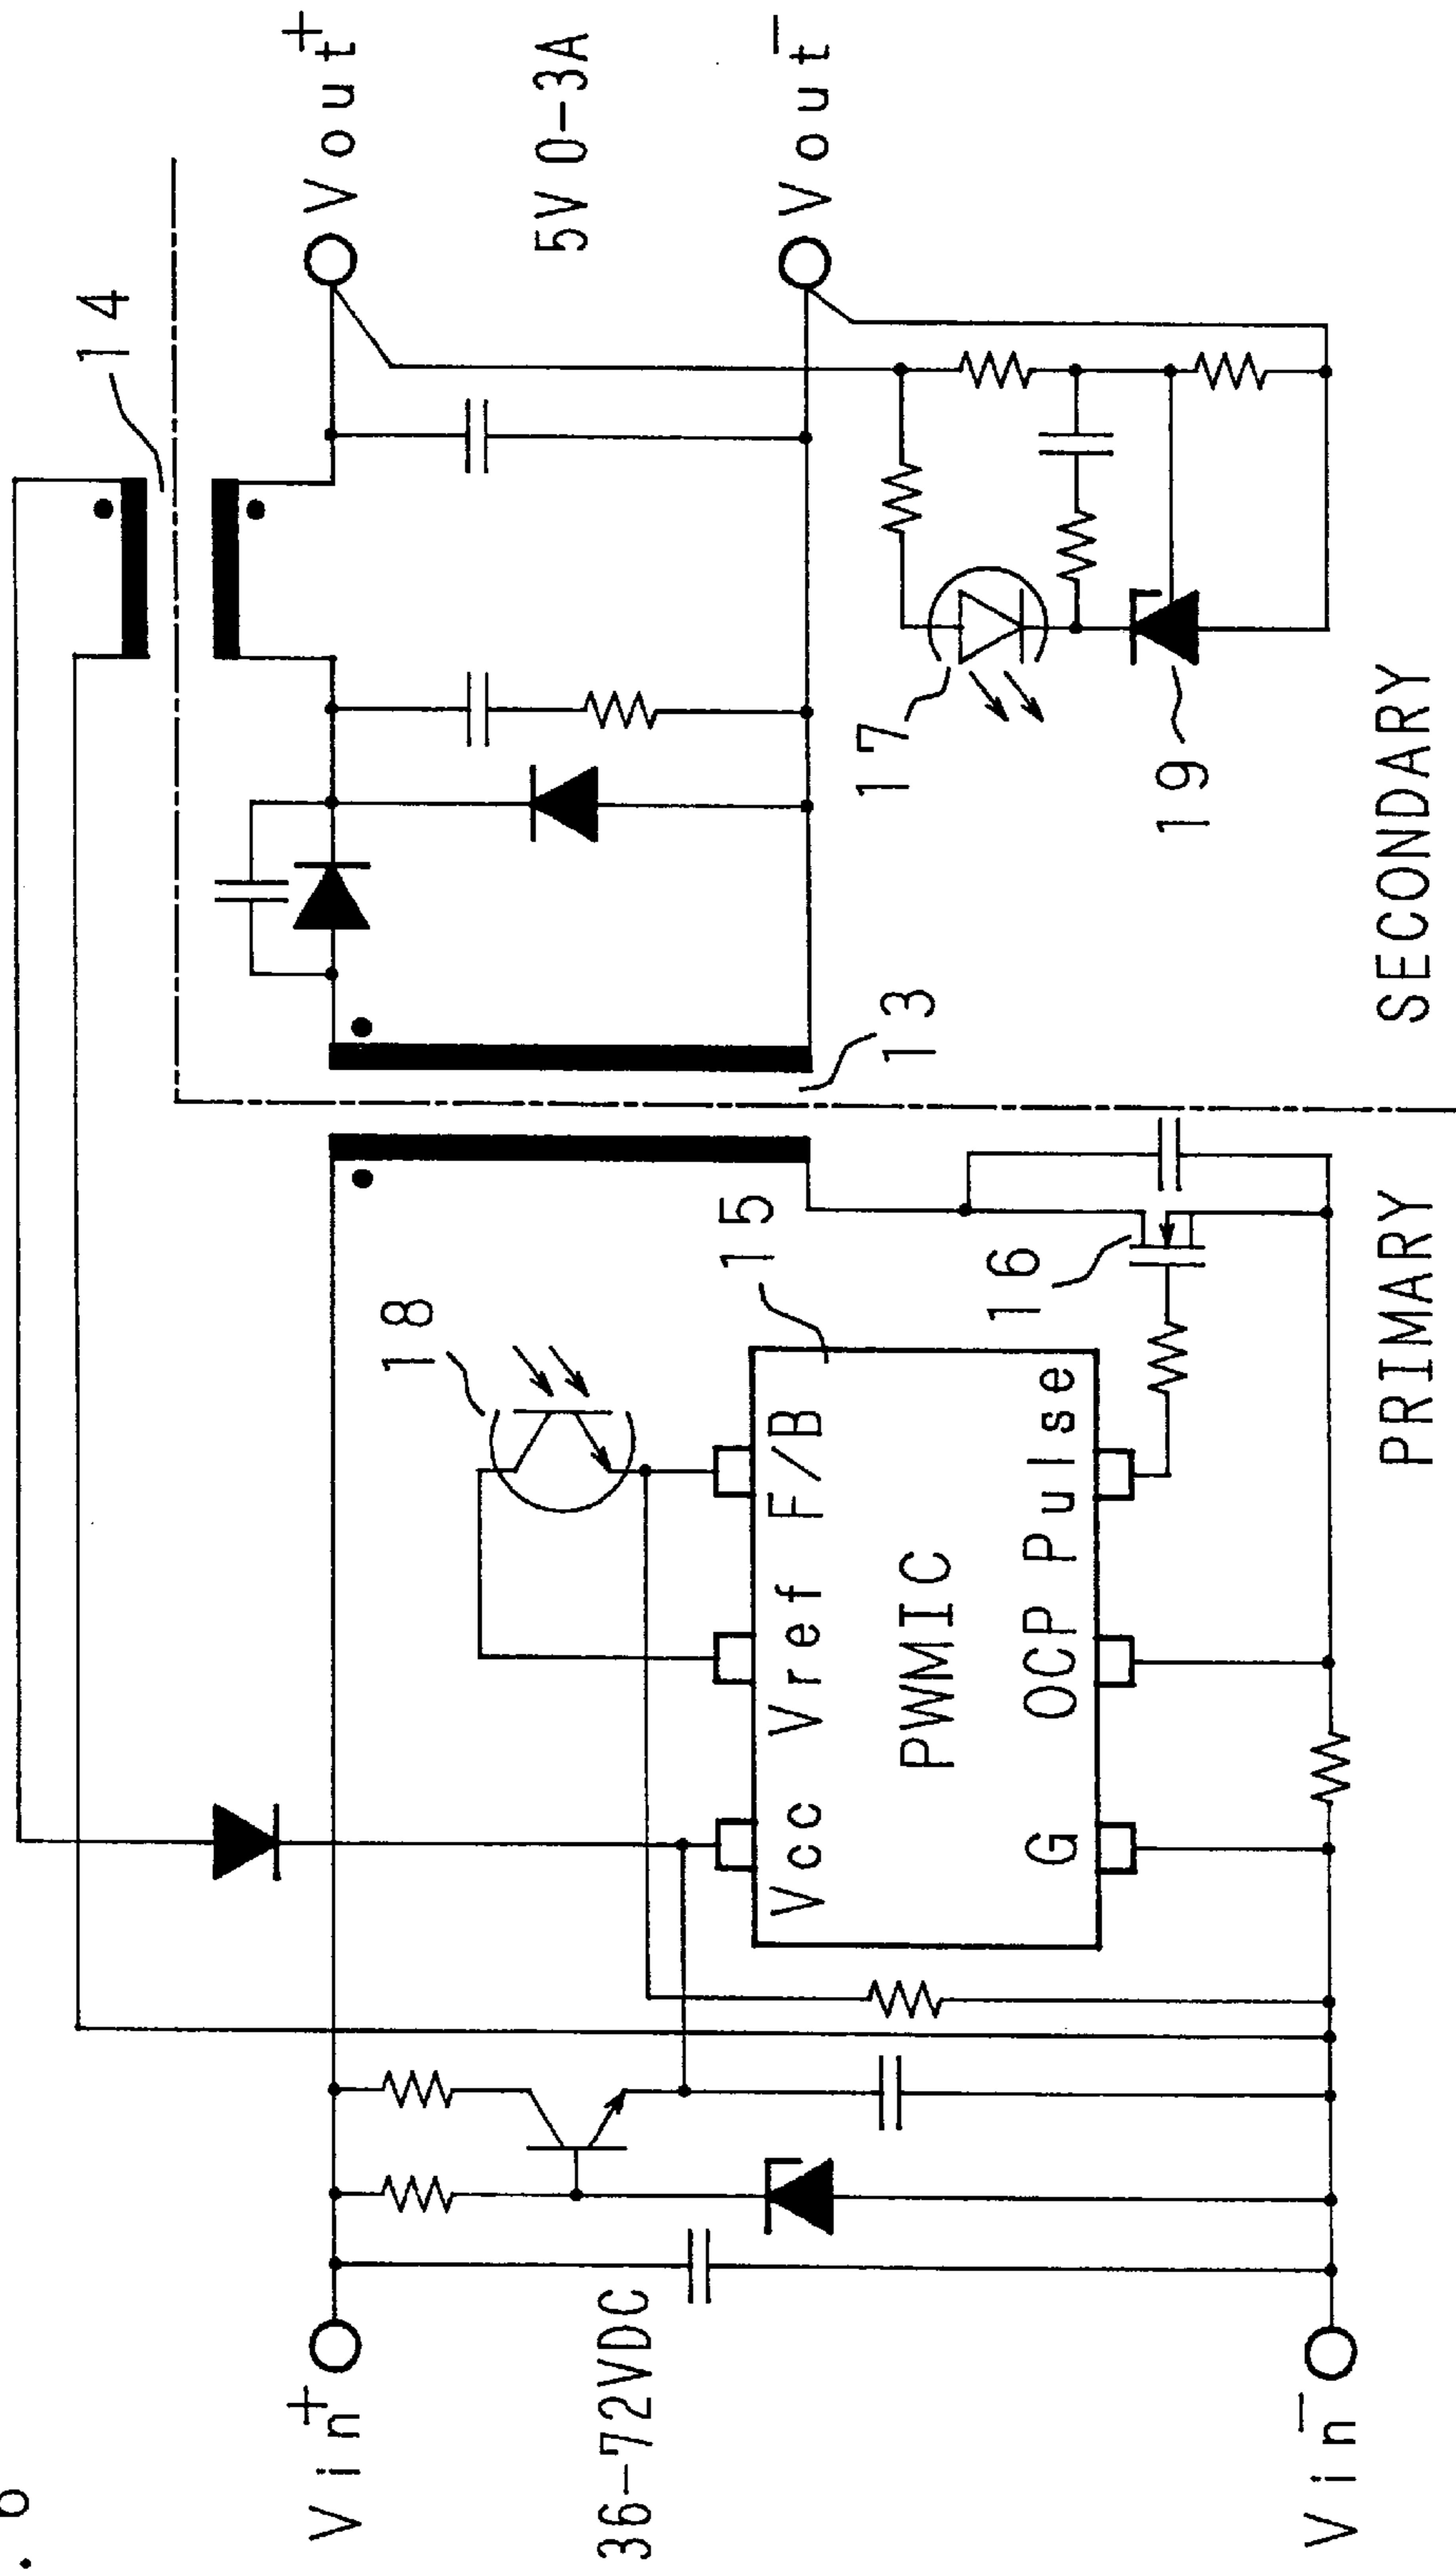 14
Vout+
5V 0-3A
Vout-
13
17
19
SECONDARY
Vin+
36-72VDC
Vin-
18
15
Vcc Vref F/B
PWMIC
G OCP Pulse
16
PRIMARY